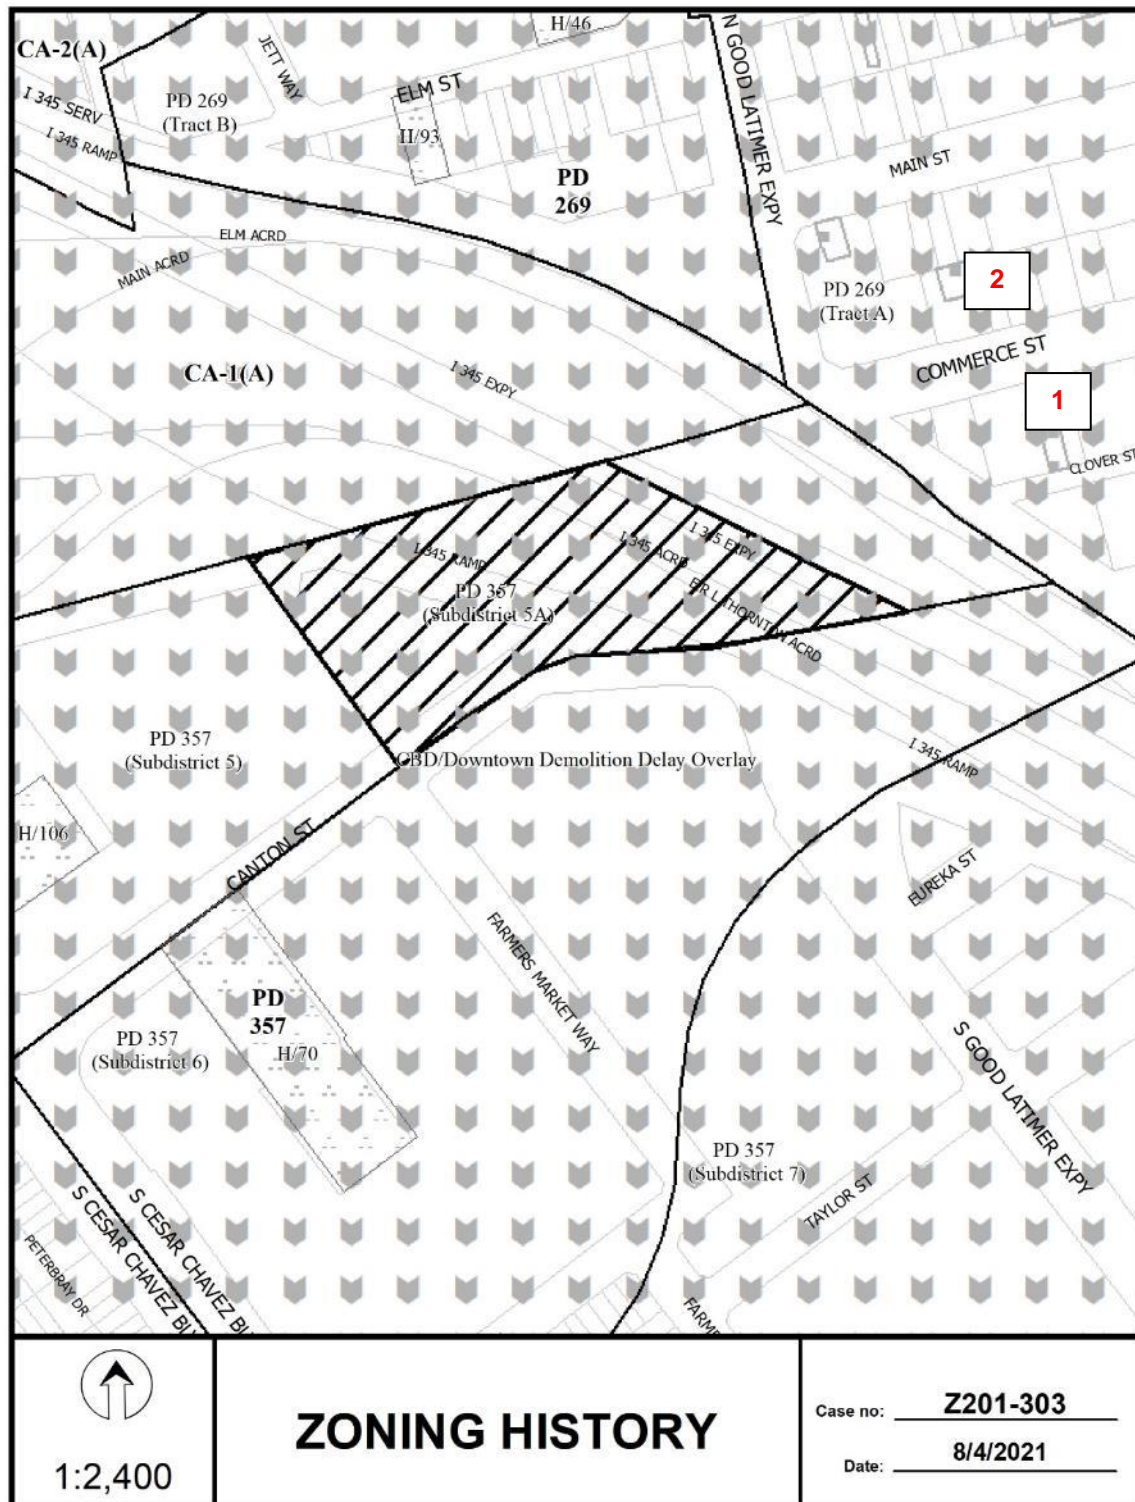 H/46
CA-2(A)
JETT WAY
N GOOD LATIMER EXPY
I 345 SERV
PD 269
(Tract B)
ELM ST
I 345 RAMP
H/93
MAIN ST
PD
269
ELM ACRD
MAIN ACRD
2
PD 269
(Tract A)
COMMERCE ST
CA-1(A)
I 345 EXPY
1
CLOVER ST
I 345 EXPY
I 345 ACRD
I 345 RAMP
PD 357
(Subdistrict 5A)
THORNTON ACRD
PD 357
(Subdistrict 5)
CBD/Downtown Demolition Delay Overlay
I 345 RAMP
H/106
CANTON ST
EUREKA ST
FARMERS MARKET WAY
PD
357
PD 357
(Subdistrict 6)
H/70
S GOOD LATIMER EXPY
PD 357
(Subdistrict 7)
TAYLOR ST
S CESAR CHAVEZ BL
S CESAR CHAVEZ BL
PETERBRAY DR
FARM
1:2,400
ZONING HISTORY
Case no: Z201-303
Date: 8/4/2021